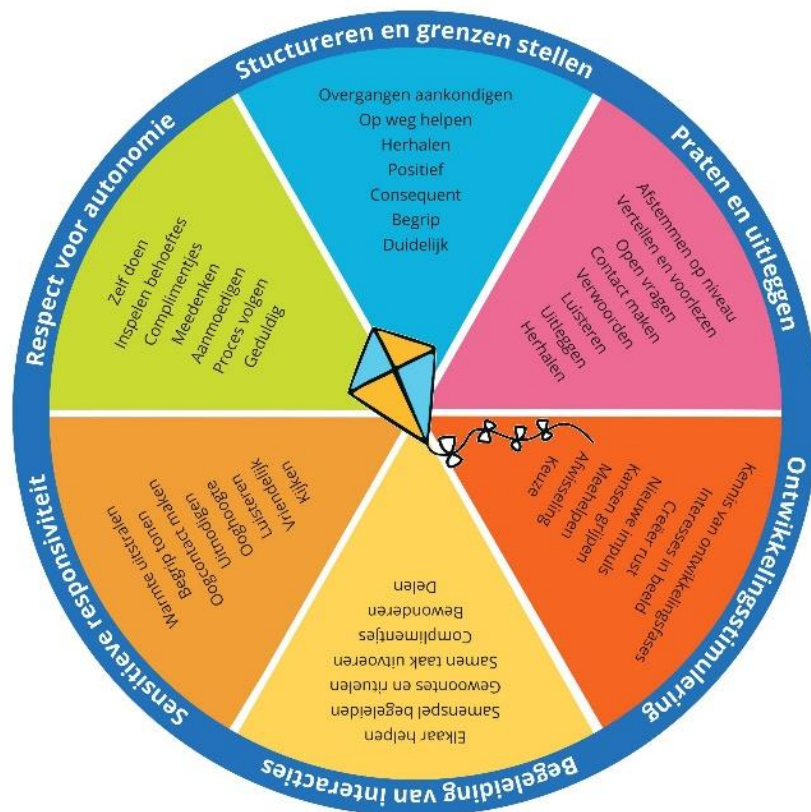 Stuctureren en grenzen stellen
Overgangen aankondigen
Op weg helpen
Herhalen
Positief
Consequent
Begrip
Duidelijk
Praten en uitleggen
Afstemmen op niveau
Vertellen en voorlezen
Open vragen
Contact maken
Verwoorden
Luisteren
Uitleggen
Herhalen
Ontwikkelingsstimulering
Kennis van ontwikkelingsfases
Interesses in beeld
Creëer rust
Nieuwe impuls
Kansen grijpen
Meehelpen
Afwisseling
Keuze
Begeleiding van interacties
Elkaar helpen
Samenspel begeleiden
Gewoontes en rituelen
Samen taak uitvoeren
Complimentjes
Bewonderen
Delen
Sensitieve responsiviteit
Warmte uitstralen
Begrip tonen
Oogcontact maken
Uitnodigen
Ooghoogte
Luisteren
Vriendelijk
Kijken
Respect voor autonomie
Zelf doen
Inspelen behoeftes
Complimentjes
Meedenken
Aanmoedigen
Proces volgen
Geduldig